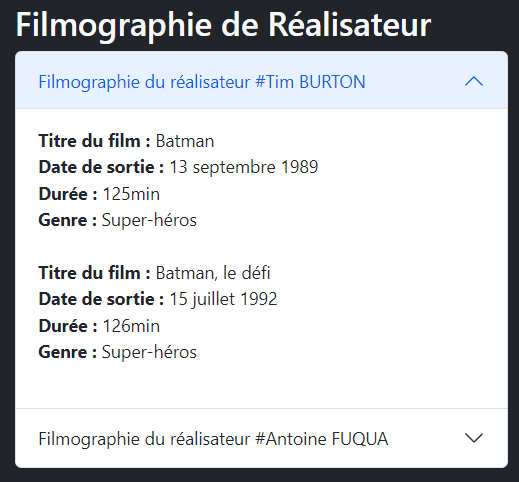 Filmographie de Réalisateur
Filmographie du réalisateur #Tim BURTON
Titre du film : Batman
Date de sortie : 13 septembre 1989
Durée : 125min
Genre : Super-héros
Titre du film : Batman, le défi
Date de sortie : 15 juillet 1992
Durée : 126min
Genre : Super-héros
Filmographie du réalisateur #Antoine FUQUA